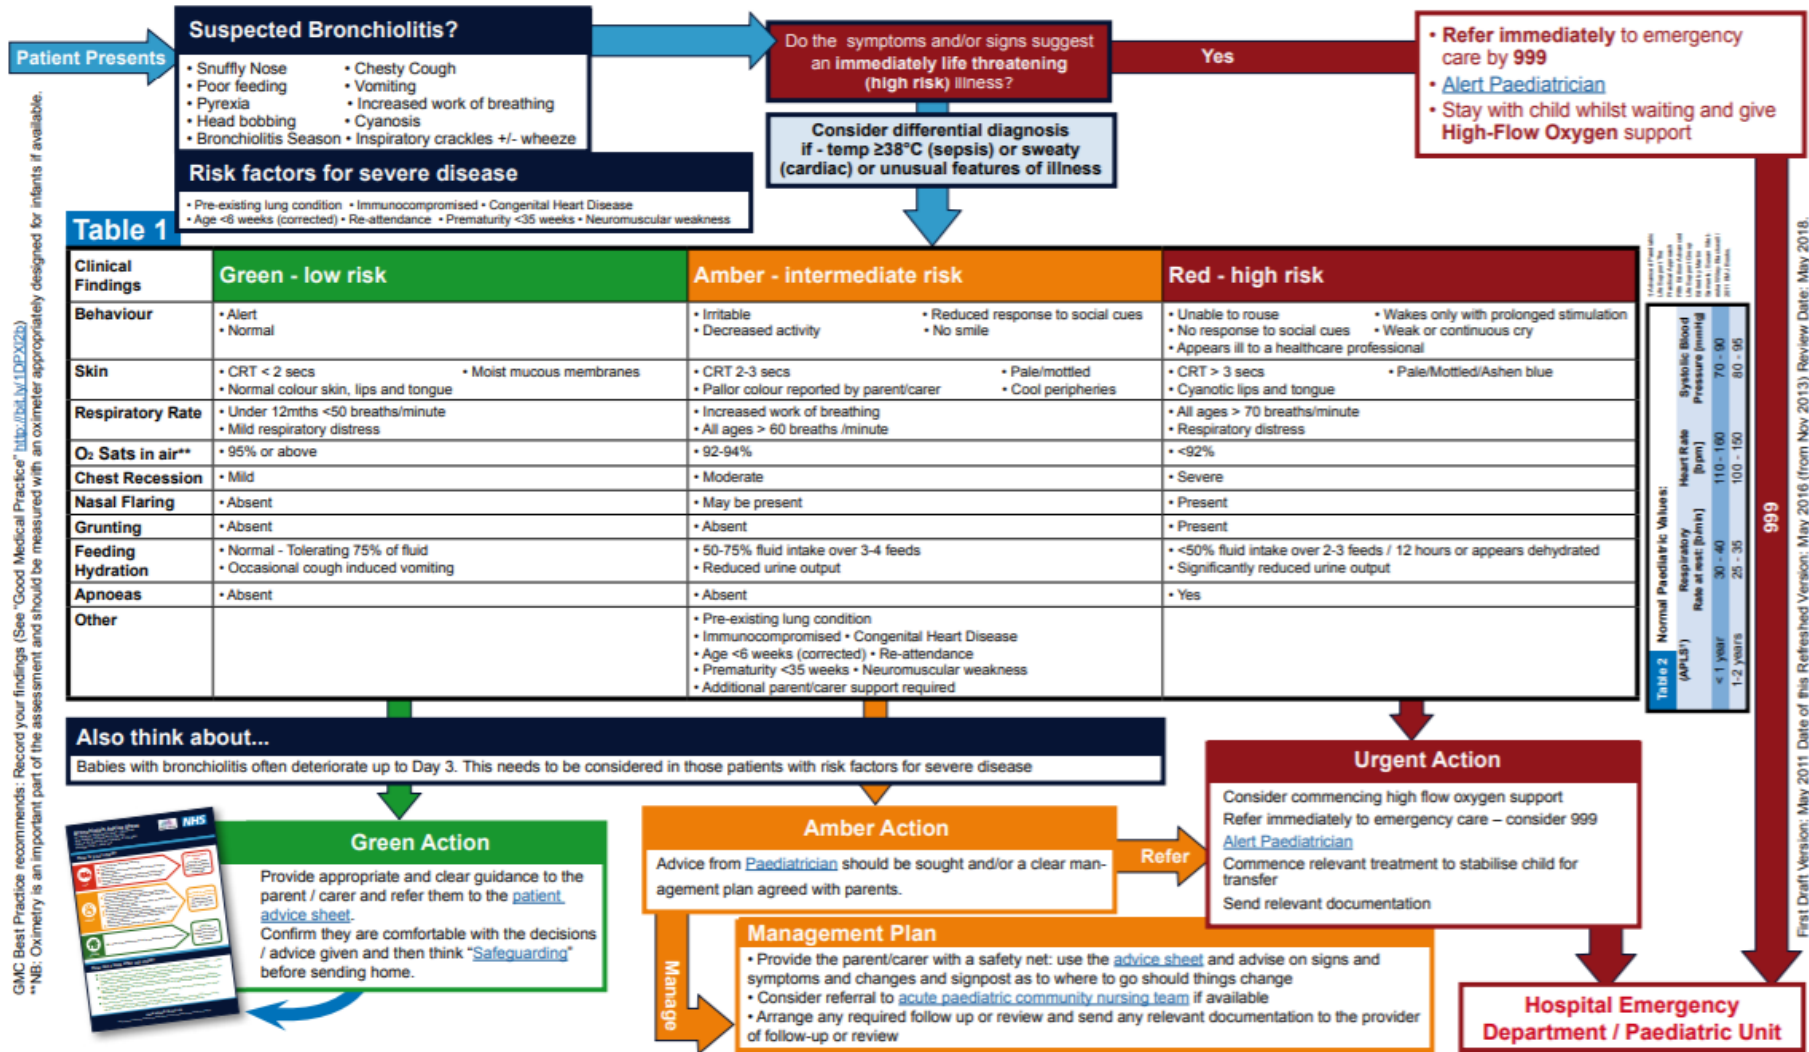 Patient Presents
Suspected Bronchiolitis?
• Snuffly Nose • Chesty Cough
• Poor feeding • Vomiting
• Pyrexia • Increased work of breathing
• Head bobbing • Cyanosis
• Bronchiolitis Season • Inspiratory crackles +/- wheeze
Risk factors for severe disease
• Pre-existing lung condition • Immunocompromised • Congenital Heart Disease
• Age <6 weeks (corrected) • Re-attendance • Prematurity <35 weeks • Neuromuscular weakness
Do the symptoms and/or signs suggest
an immediately life threatening
(high risk) illness?
Yes
• Refer immediately to emergency
care by 999
• Alert Paediatrician
• Stay with child whilst waiting and give
High-Flow Oxygen support
Consider differential diagnosis
if - temp ≥38°C (sepsis) or sweaty
(cardiac) or unusual features of illness
Table 1
Clinical
Findings
Green - low risk
Amber - intermediate risk
Red - high risk
Behaviour
• Alert
• Normal
• Irritable • Reduced response to social cues
• Decreased activity • No smile
• Unable to rouse • Wakes only with prolonged stimulation
• No response to social cues • Weak or continuous cry
• Appears ill to a healthcare professional
Skin
• CRT < 2 secs • Moist mucous membranes
• Normal colour skin, lips and tongue
• CRT 2-3 secs • Pale/mottled
• Pallor colour reported by parent/carer • Cool peripheries
• CRT > 3 secs • Pale/Mottled/Ashen blue
• Cyanotic lips and tongue
Respiratory Rate
• Under 12mths <50 breaths/minute
• Mild respiratory distress
• Increased work of breathing
• All ages > 60 breaths /minute
• All ages > 70 breaths/minute
• Respiratory distress
O₂ Sats in air**
• 95% or above
• 92-94%
• <92%
Chest Recession
• Mild
• Moderate
• Severe
Nasal Flaring
• Absent
• May be present
• Present
Grunting
• Absent
• Absent
• Present
Feeding
Hydration
• Normal - Tolerating 75% of fluid
• Occasional cough induced vomiting
• 50-75% fluid intake over 3-4 feeds
• Reduced urine output
• <50% fluid intake over 2-3 feeds / 12 hours or appears dehydrated
• Significantly reduced urine output
Apnoeas
• Absent
• Absent
• Yes
Other
• Pre-existing lung condition
• Immunocompromised • Congenital Heart Disease
• Age <6 weeks (corrected) • Re-attendance
• Prematurity <35 weeks • Neuromuscular weakness
• Additional parent/carer support required
Table 2 Normal Paediatric Values:
(APLS¹) Respiratory Rate at rest: [b/min] Heart Rate [bpm] Systolic Blood Pressure [mmHg]
< 1 year 30 - 40 110 - 160 70 - 90
1-2 years 25 - 35 100 - 150 80 - 95
999
Also think about...
Babies with bronchiolitis often deteriorate up to Day 3. This needs to be considered in those patients with risk factors for severe disease
NHS
Green Action
Provide appropriate and clear guidance to the
parent / carer and refer them to the patient
advice sheet.
Confirm they are comfortable with the decisions
/ advice given and then think “Safeguarding”
before sending home.
Amber Action
Advice from Paediatrician should be sought and/or a clear man-
agement plan agreed with parents.
Refer
Manage
Management Plan
• Provide the parent/carer with a safety net: use the advice sheet and advise on signs and
symptoms and changes and signpost as to where to go should things change
• Consider referral to acute paediatric community nursing team if available
• Arrange any required follow up or review and send any relevant documentation to the provider
of follow-up or review
Urgent Action
Consider commencing high flow oxygen support
Refer immediately to emergency care – consider 999
Alert Paediatrician
Commence relevant treatment to stabilise child for
transfer
Send relevant documentation
Hospital Emergency
Department / Paediatric Unit
GMC Best Practice recommends: Record your findings (See "Good Medical Practice" http://bit.ly/1DPXl2b)
**NB: Oximetry is an important part of the assessment and should be measured with an oximeter appropriately designed for infants if available.
First Draft Version: May 2011 Date of this Refreshed Version: May 2016 (from Nov 2013) Review Date: May 2018.